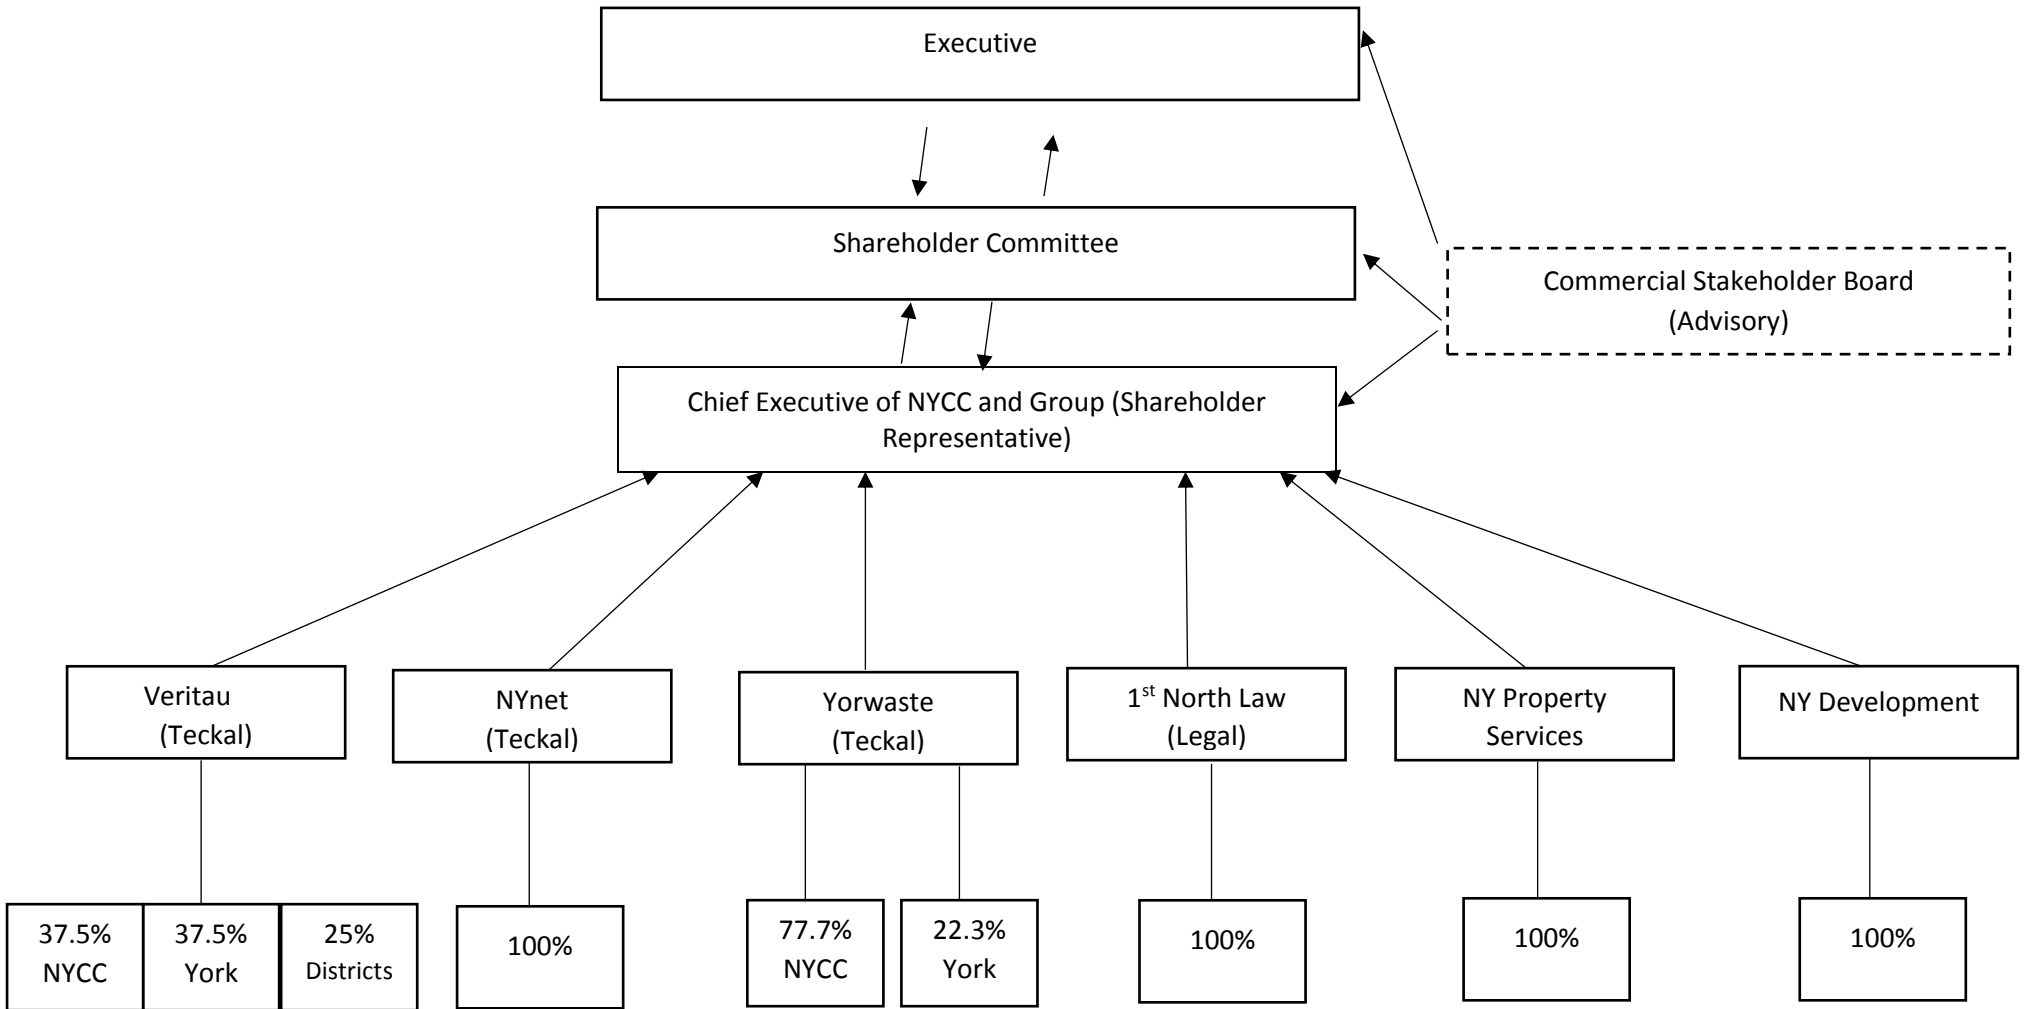 Executive
Shareholder Committee
Commercial Stakeholder Board
(Advisory)
Chief Executive of NYCC and Group (Shareholder
Representative)
Veritau
(Teckal)
NYnet
(Teckal)
Yorwaste
(Teckal)
1st North Law
(Legal)
NY Property
Services
NY Development
37.5%
NYCC
37.5%
York
25%
Districts
100%
77.7%
NYCC
22.3%
York
100%
100%
100%